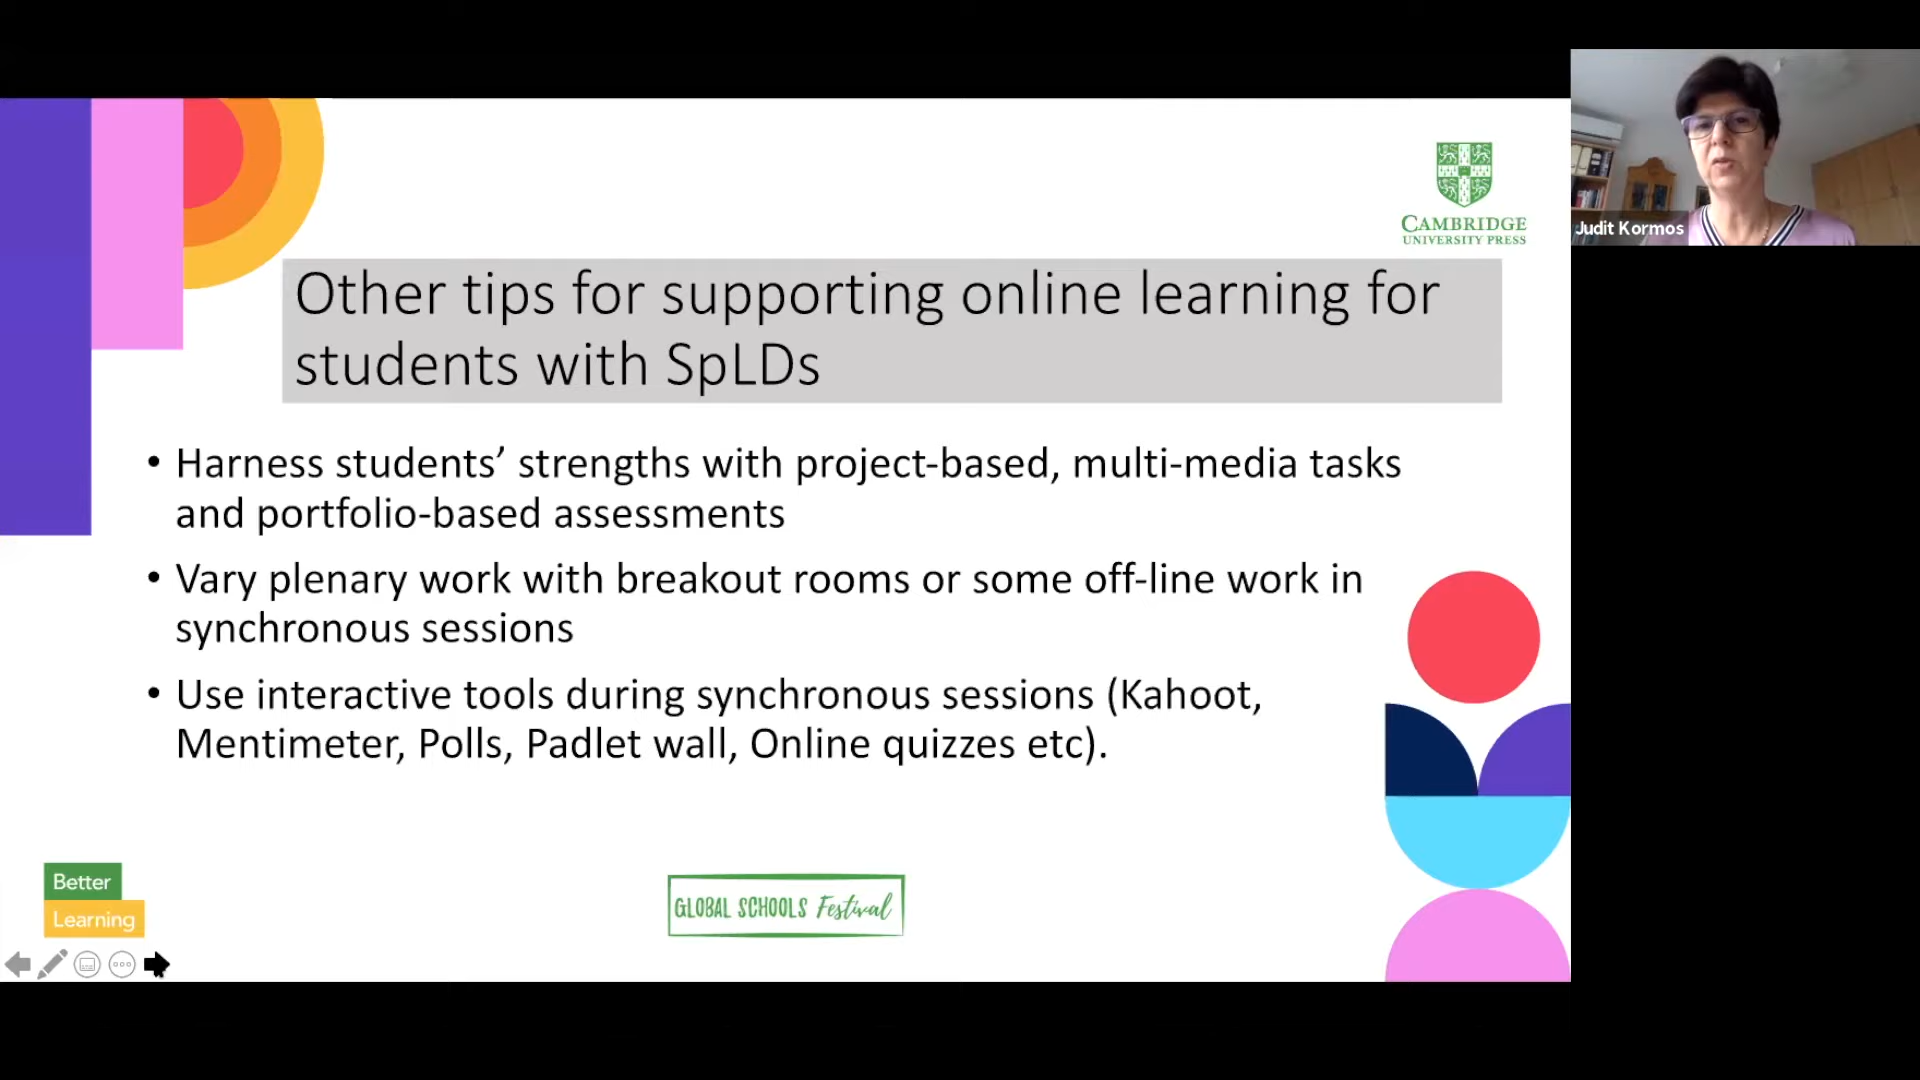 CAMBRIDGE
UNIVERSITY PRESS
Judit Kormos
Other tips for supporting online learning for
students with SpLDs
• Harness students’ strengths with project-based, multi-media tasks
and portfolio-based assessments
• Vary plenary work with breakout rooms or some off-line work in
synchronous sessions
• Use interactive tools during synchronous sessions (Kahoot,
Mentimeter, Polls, Padlet wall, Online quizzes etc).
Better
Learning
GLOBAL SCHOOLS Festival